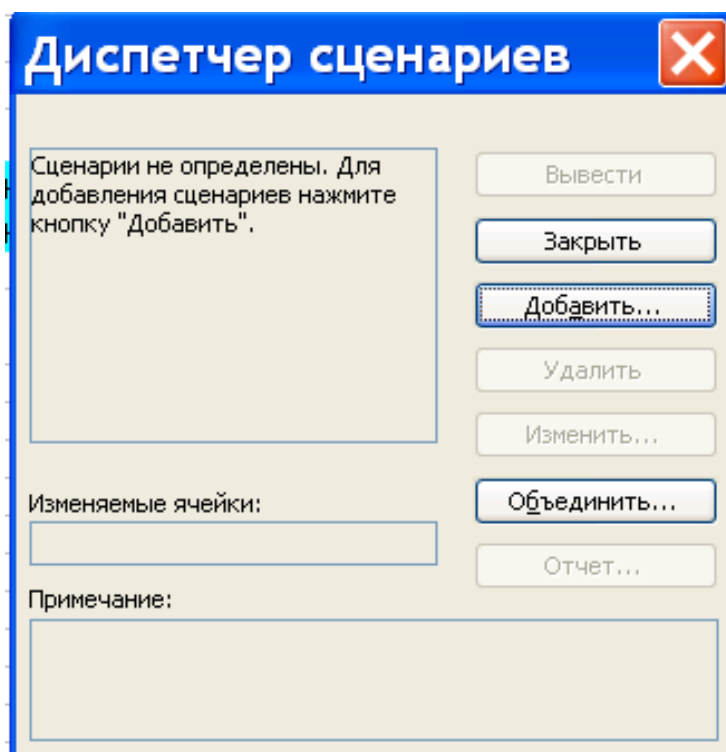 Диспетчер сценариев
Сценарии не определены. Для
добавления сценариев нажмите
кнопку "Добавить".
Вывести
Закрыть
Добавить...
Удалить
Изменить...
Объединить...
Отчет...
Изменяемые ячейки:
Примечание: